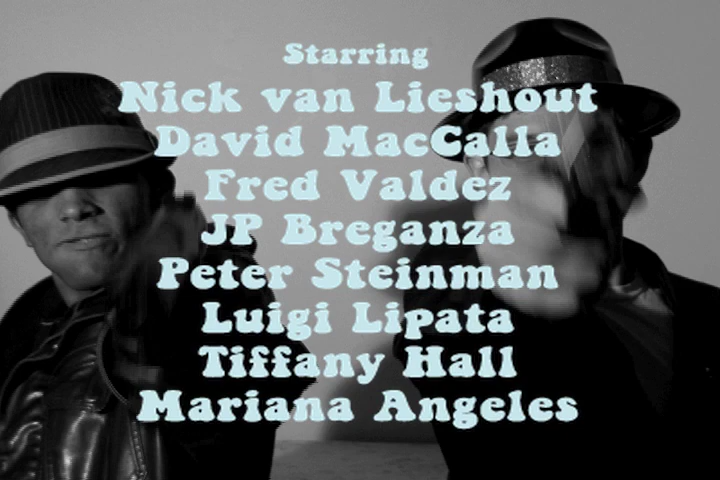 Starring
Nick van Lieshout
David MacCalla
Fred Valdez
JP Breganza
Peter Steinman
Luigi Lipata
Tiffany Hall
Mariana Angeles